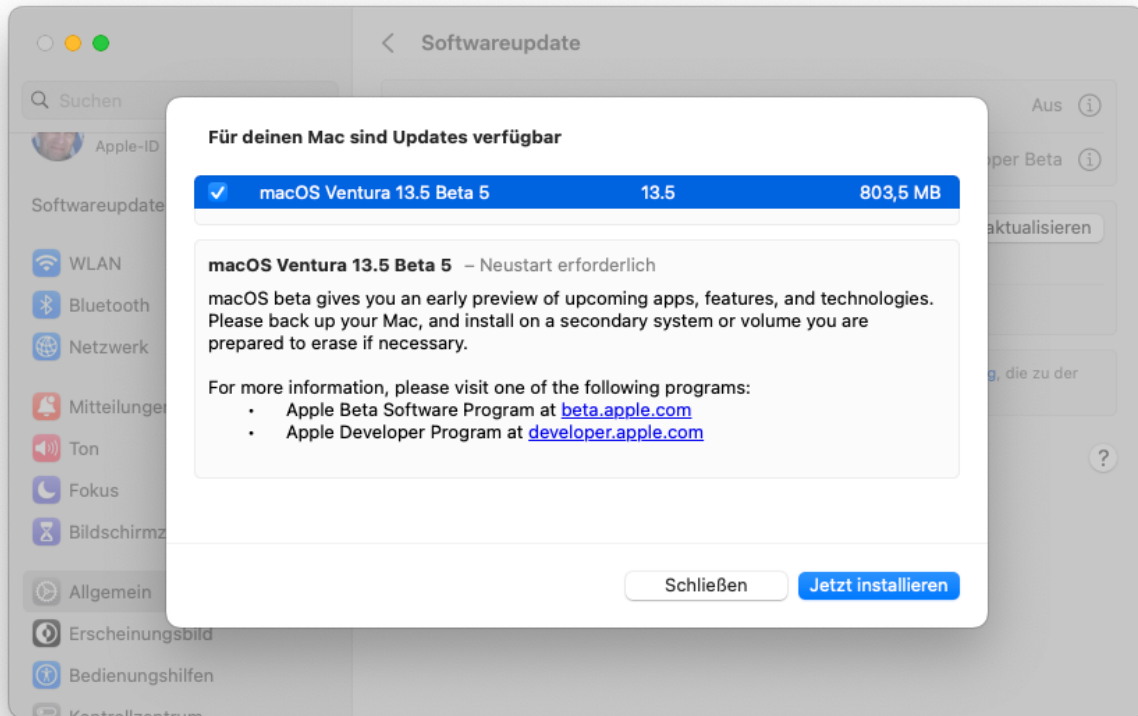 Softwareupdate
Suchen
Apple-ID
Aus
per Beta
Softwareupdate
aktualisieren
WLAN
Bluetooth
Netzwerk
g, die zu der
Mitteilungen
Ton
?
Fokus
Bildschirmz
Allgemein
Erscheinungsbild
Bedienungshilfen
Kontrollzentrum
Für deinen Mac sind Updates verfügbar
macOS Ventura 13.5 Beta 5 13.5 803,5 MB
macOS Ventura 13.5 Beta 5 – Neustart erforderlich
macOS beta gives you an early preview of upcoming apps, features, and technologies.
Please back up your Mac, and install on a secondary system or volume you are
prepared to erase if necessary.
For more information, please visit one of the following programs:
• Apple Beta Software Program at beta.apple.com
• Apple Developer Program at developer.apple.com
Schließen Jetzt installieren